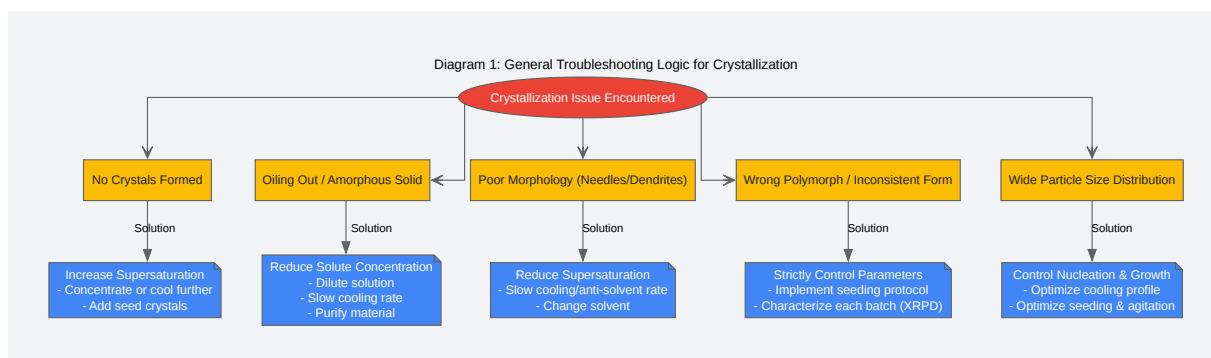 Diagram 1: General Troubleshooting Logic for Crystallization
Crystallization Issue Encountered
No Crystals Formed
Oiling Out / Amorphous Solid
Poor Morphology (Needles/Dendrites)
Wrong Polymorph / Inconsistent Form
Wide Particle Size Distribution
Solution
Solution
Solution
Solution
Solution
Increase Supersaturation
- Concentrate or cool further
- Add seed crystals
Reduce Solute Concentration
- Dilute solution
- Slow cooling rate
- Purify material
Reduce Supersaturation
- Slow cooling/anti-solvent rate
- Change solvent
Strictly Control Parameters
- Implement seeding protocol
- Characterize each batch (XRPD)
Control Nucleation & Growth
- Optimize cooling profile
- Optimize seeding & agitation